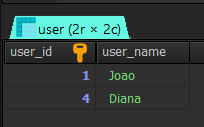 user (2r × 2c)
user_id user_name
1 Joao
4 Diana